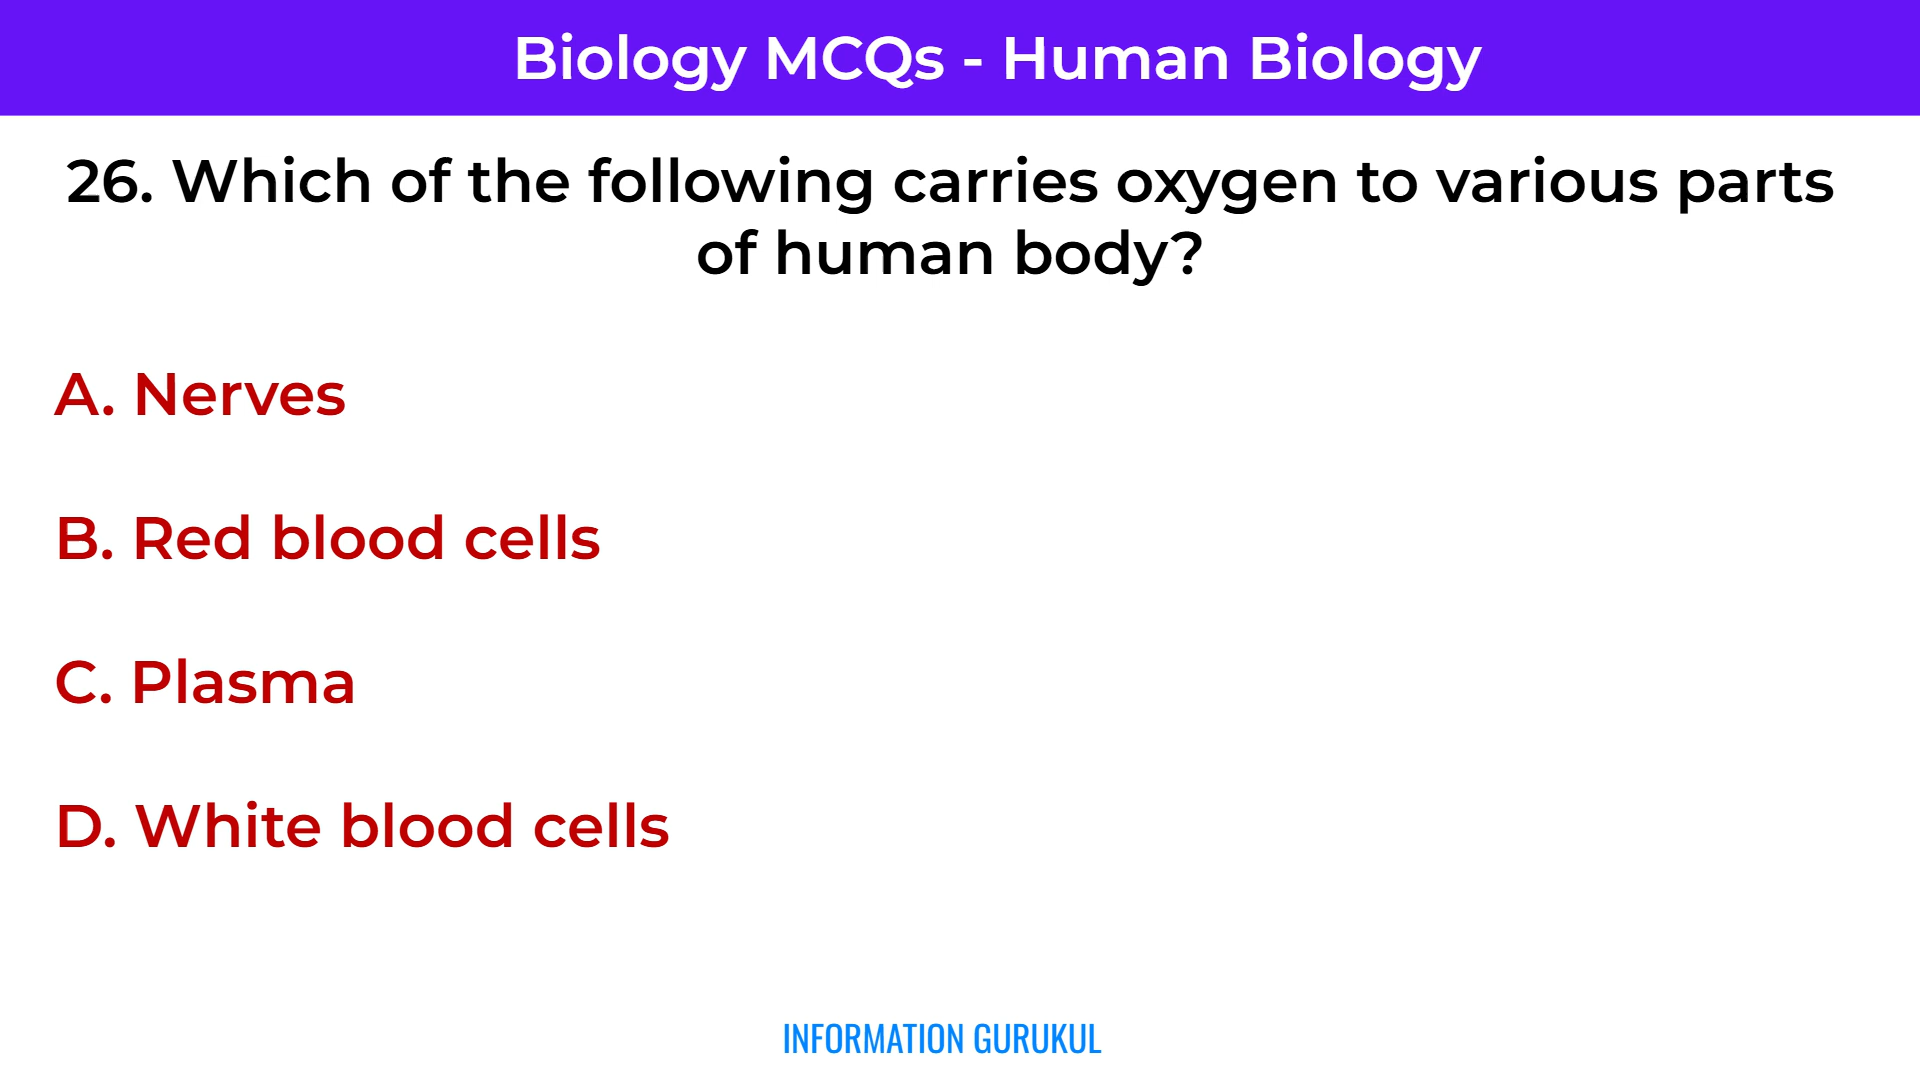 Biology MCQs - Human Biology
26. Which of the following carries oxygen to various parts
of human body?
A. Nerves
B. Red blood cells
C. Plasma
D. White blood cells
INFORMATION GURUKUL